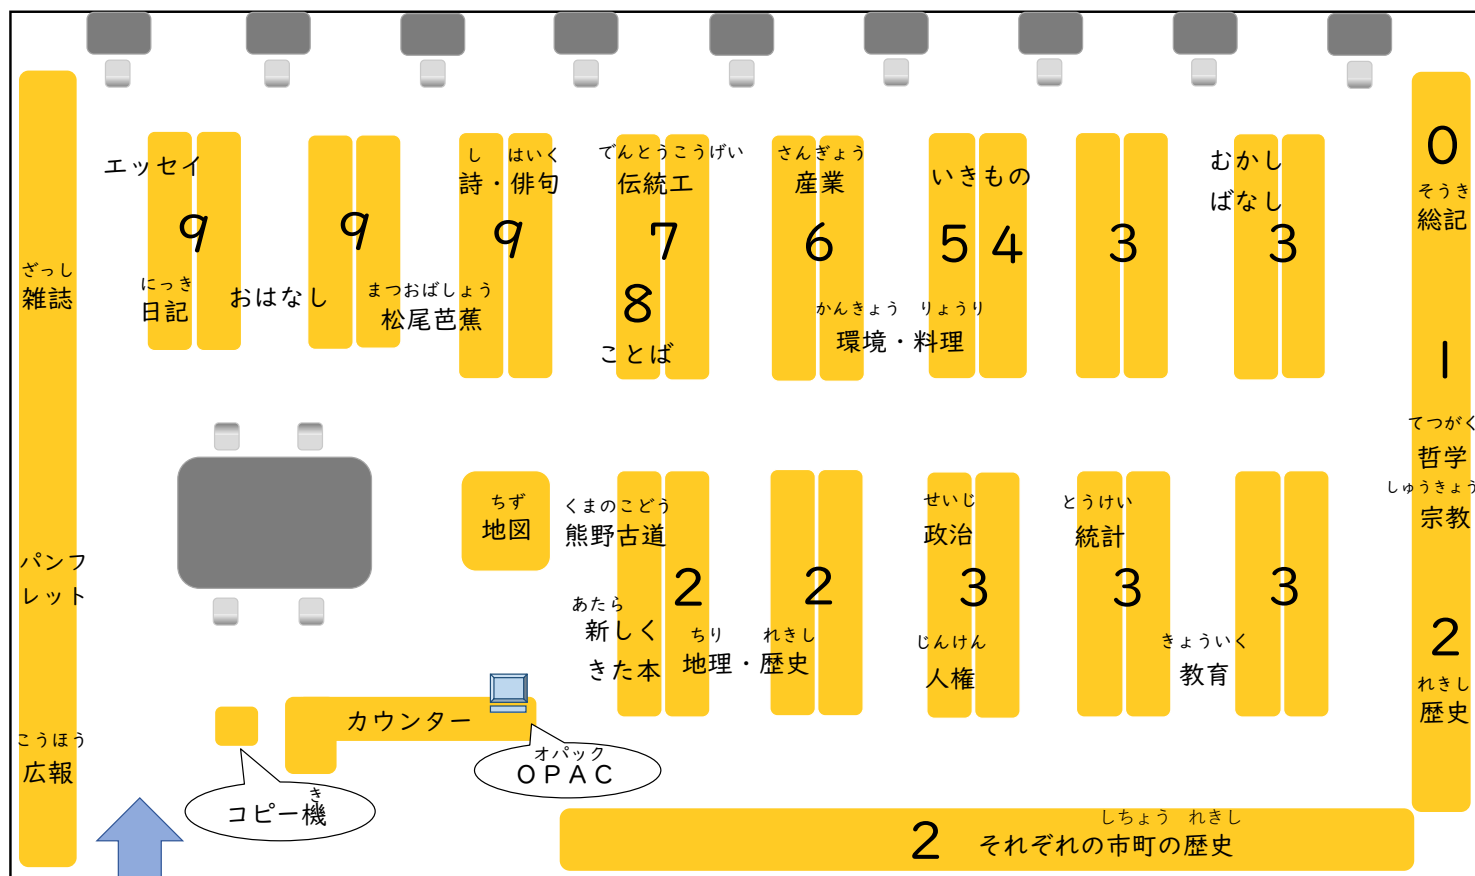 エッセイ
9
にっき
日記
おはなし
9
まつおばしょう
松尾芭蕉
し はいく
詩・俳句
9
でんとうこうげい
伝統工
7
8
ことば
さんぎょう
産業
6
かんきょう りょうり
環境・料理
いきもの
5 4
3
むかし
ばなし
3
0
そうき
総記
1
てつがく
哲学
しゅうきょう
宗教
2
れきし
歴史
ざっし
雑誌
パンフ
レット
こうほう
広報
ちず
地図
くまのこどう
熊野古道
2
あたら
新しく
きた本
ちり れきし
地理・歴史
2
せいじ
政治
3
じんけん
人権
とうけい
統計
3
きょういく
教育
3
カウンター
オパック
OPAC
き
コピー機
しちょう れきし
2 それぞれの市町の歴史